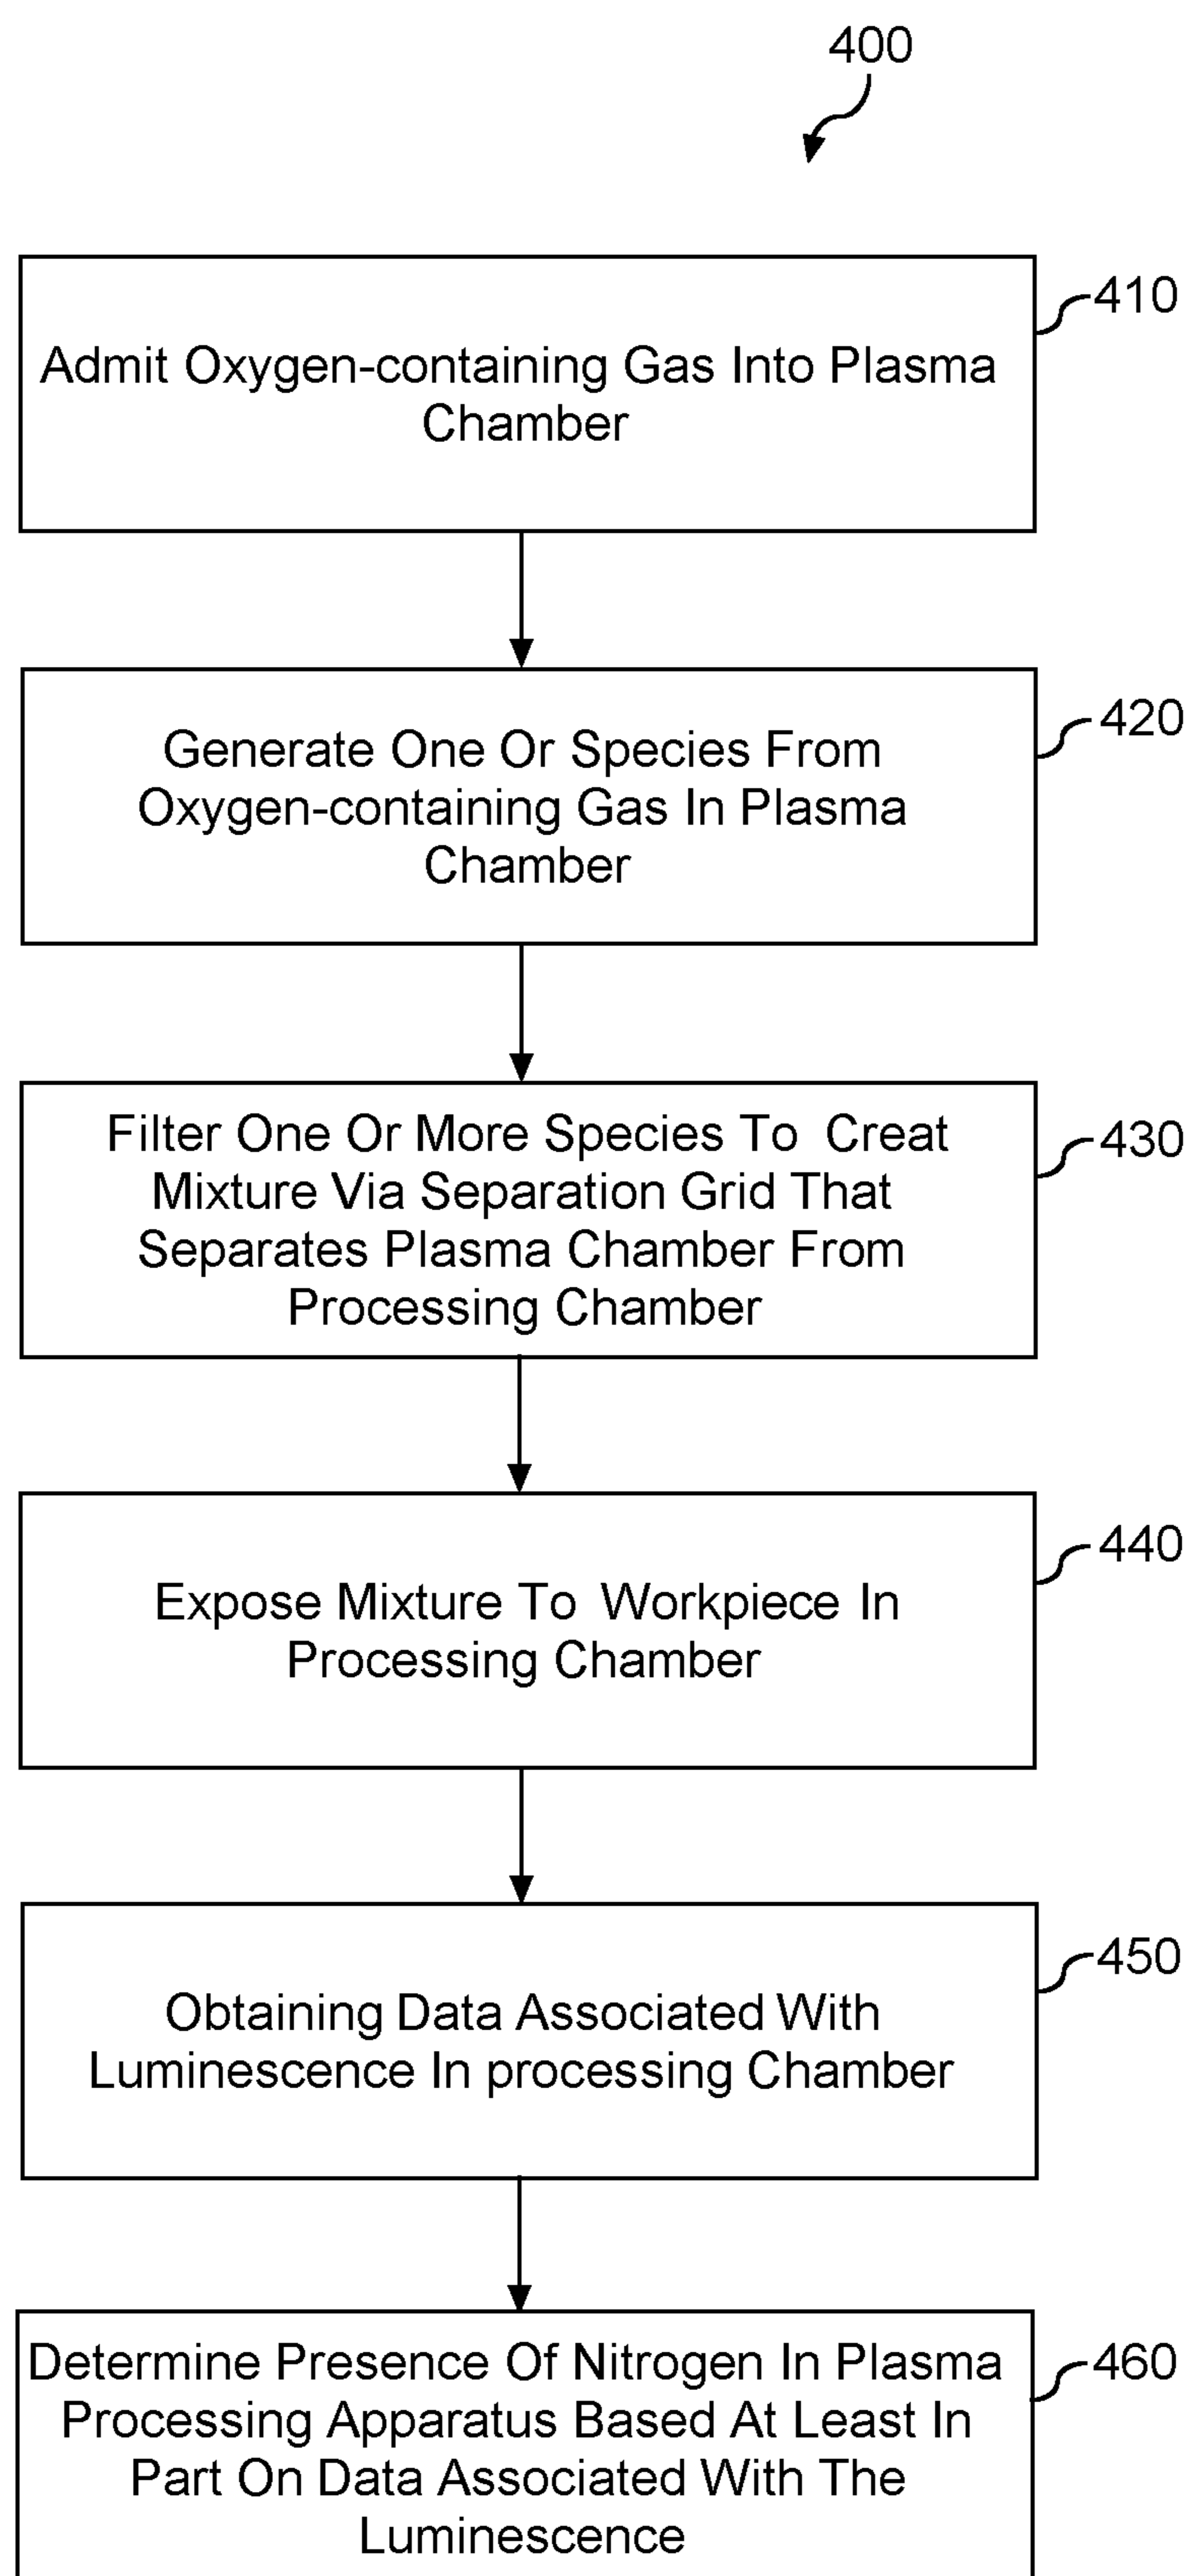 400
410
Admit Oxygen-containing Gas Into Plasma
Chamber
420
Generate One Or Species From
Oxygen-containing Gas In Plasma
Chamber
430
Filter One Or More Species To Creat
Mixture Via Separation Grid That
Separates Plasma Chamber From
Processing Chamber
440
Expose Mixture To Workpiece In
Processing Chamber
450
Obtaining Data Associated With
Luminescence In processing Chamber
460
Determine Presence Of Nitrogen In Plasma
Processing Apparatus Based At Least In
Part On Data Associated With The
Luminescence